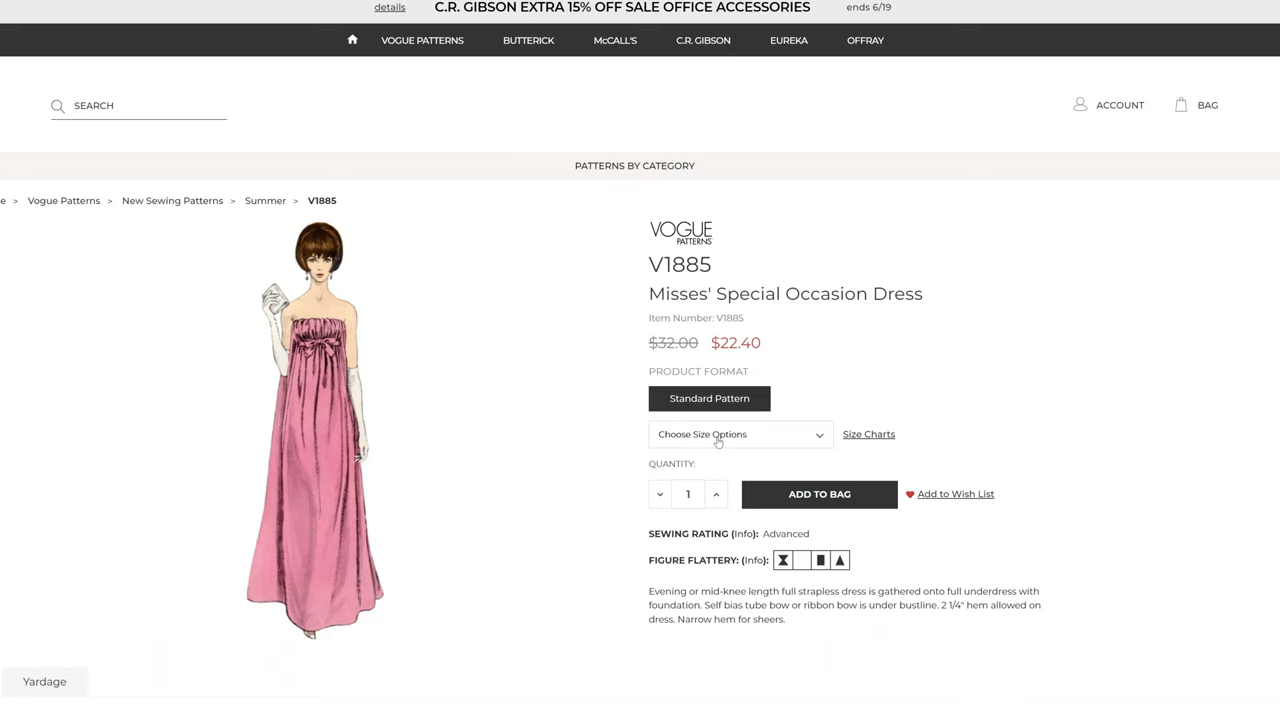 details C.R. GIBSON EXTRA 15% OFF SALE OFFICE ACCESSORIES ends 6/19
VOGUE PATTERNS BUTTERICK McCALL'S C.R. GIBSON EUREKA OFFRAY
SEARCH ACCOUNT BAG
PATTERNS BY CATEGORY
e > Vogue Patterns > New Sewing Patterns > Summer > V1885
VOGUE
PATTERNS
V1885
Misses' Special Occasion Dress
Item Number: V1885
$32.00 $22.40
PRODUCT FORMAT
Standard Pattern
Choose Size Options Size Charts
QUANTITY:
1 ADD TO BAG Add to Wish List
SEWING RATING (Info): Advanced
FIGURE FLATTERY: (Info):
Evening or mid-knee length full strapless dress is gathered onto full underdress with
foundation. Self bias tube bow or ribbon bow is under bustline. 2 1/4" hem allowed on
dress. Narrow hem for sheers.
Yardage